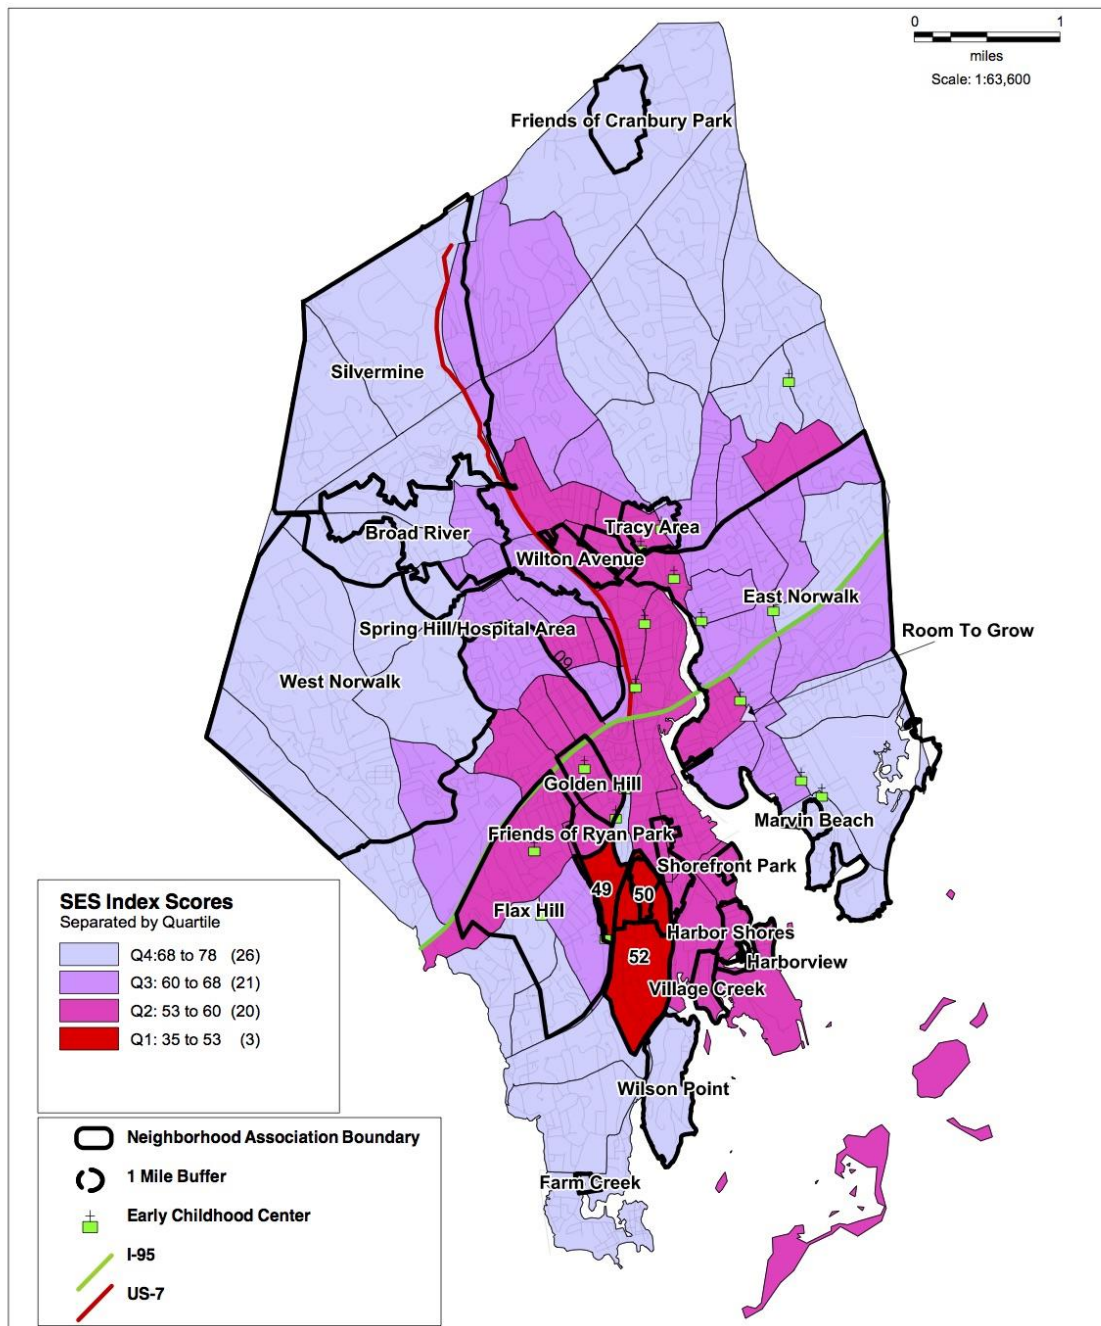 0 1
miles
Scale: 1:63,600
Friends of Cranbury Park
Silvermine
Broad River
Tracy Area
Wilton Avenue
East Norwalk
Spring Hill/Hospital Area
Room To Grow
60
West Norwalk
Golden Hill
Marvin Beach
Friends of Ryan Park
Shorefront Park
49
50
Flax Hill
Harbor Shores
52
Harborview
Village Creek
Wilson Point
Farm Creek
SES Index Scores
Separated by Quartile
Q4:68 to 78 (26)
Q3: 60 to 68 (21)
Q2: 53 to 60 (20)
Q1: 35 to 53 (3)
Neighborhood Association Boundary
1 Mile Buffer
Early Childhood Center
I-95
US-7